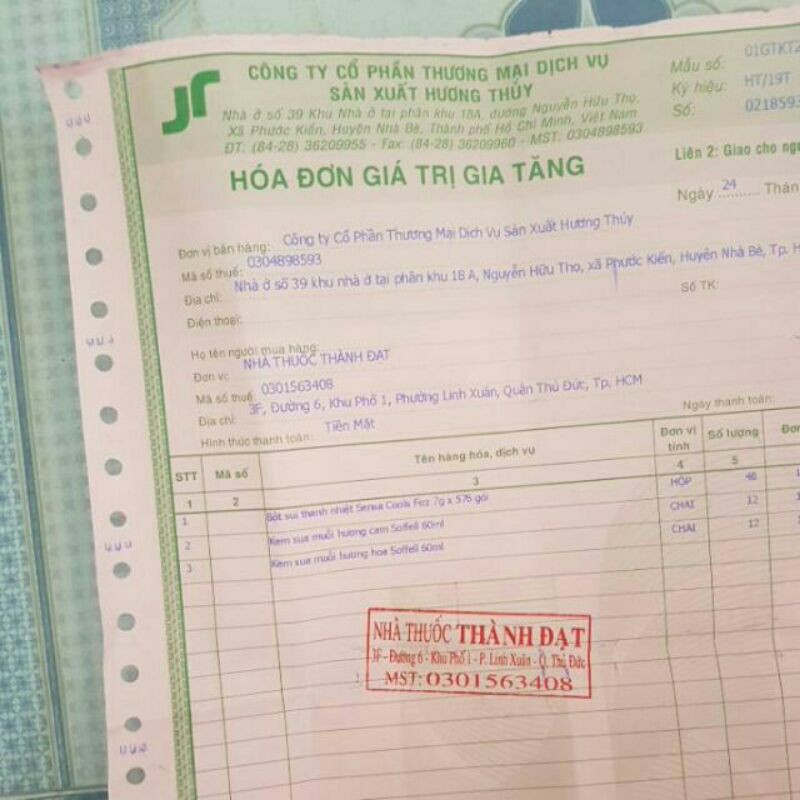 CÔNG TY CỔ PHẦN THƯƠNG MẠI DỊCH VỤ
SẢN XUẤT HƯƠNG THỦY
Nhà ở số 39 Khu Nhà ở tại phân khu 18A, đường Nguyễn Hữu Thọ,
Xã Phước Kiển, Huyện Nhà Bè, Thành phố Hồ Chí Minh, Việt Nam
ĐT: (84-28) 36209955 - Fax: (84-28) 36209960 - MST: 0304898593
Mẫu số: 01GTKT2
Ký hiệu: HT/19T
Số: 0218593
HÓA ĐƠN GIÁ TRỊ GIA TĂNG
Liên 2: Giao cho
Ngày 24
Đơn vị bán hàng: Công ty Cổ Phần Thương Mại Dịch Vụ Sản Xuất Hương Thủy
Mã số thuế: 0304898593
Địa chỉ: Nhà ở số 39 khu nhà ở tại phân khu 18 A, Nguyễn Hữu Thọ, xã Phước Kiển, Huyện Nhà Bè, Tp.
Điện thoại:
Số TK:
Họ tên người mua hàng:
Đơn vị: NHÀ THUỐC THÀNH ĐẠT
Mã số thuế: 0301563408
Địa chỉ: 3F, Đường 6, Khu Phố 1, Phường Linh Xuân, Quận Thủ Đức, Tp. HCM
Hình thức thanh toán: Tiền Mặt
Ngày thanh toán:
STT Mã số Tên hàng hóa, dịch vụ Đơn vị tính Số lượng
1 2 3 4 5
1 Bột sủi thanh nhiệt Sensa Cools Fizz 7g x 576 gói HỘP 48
2 Kem xua muỗi hương cam Soffell 60ml CHAI 12
3 Kem xua muỗi hương hoa Soffell 60ml CHAI 12
NHÀ THUỐC THÀNH ĐẠT
3F - Đường 6 - Khu Phố 1 - P. Linh Xuân - Q. Thủ Đức
MST: 0301563408